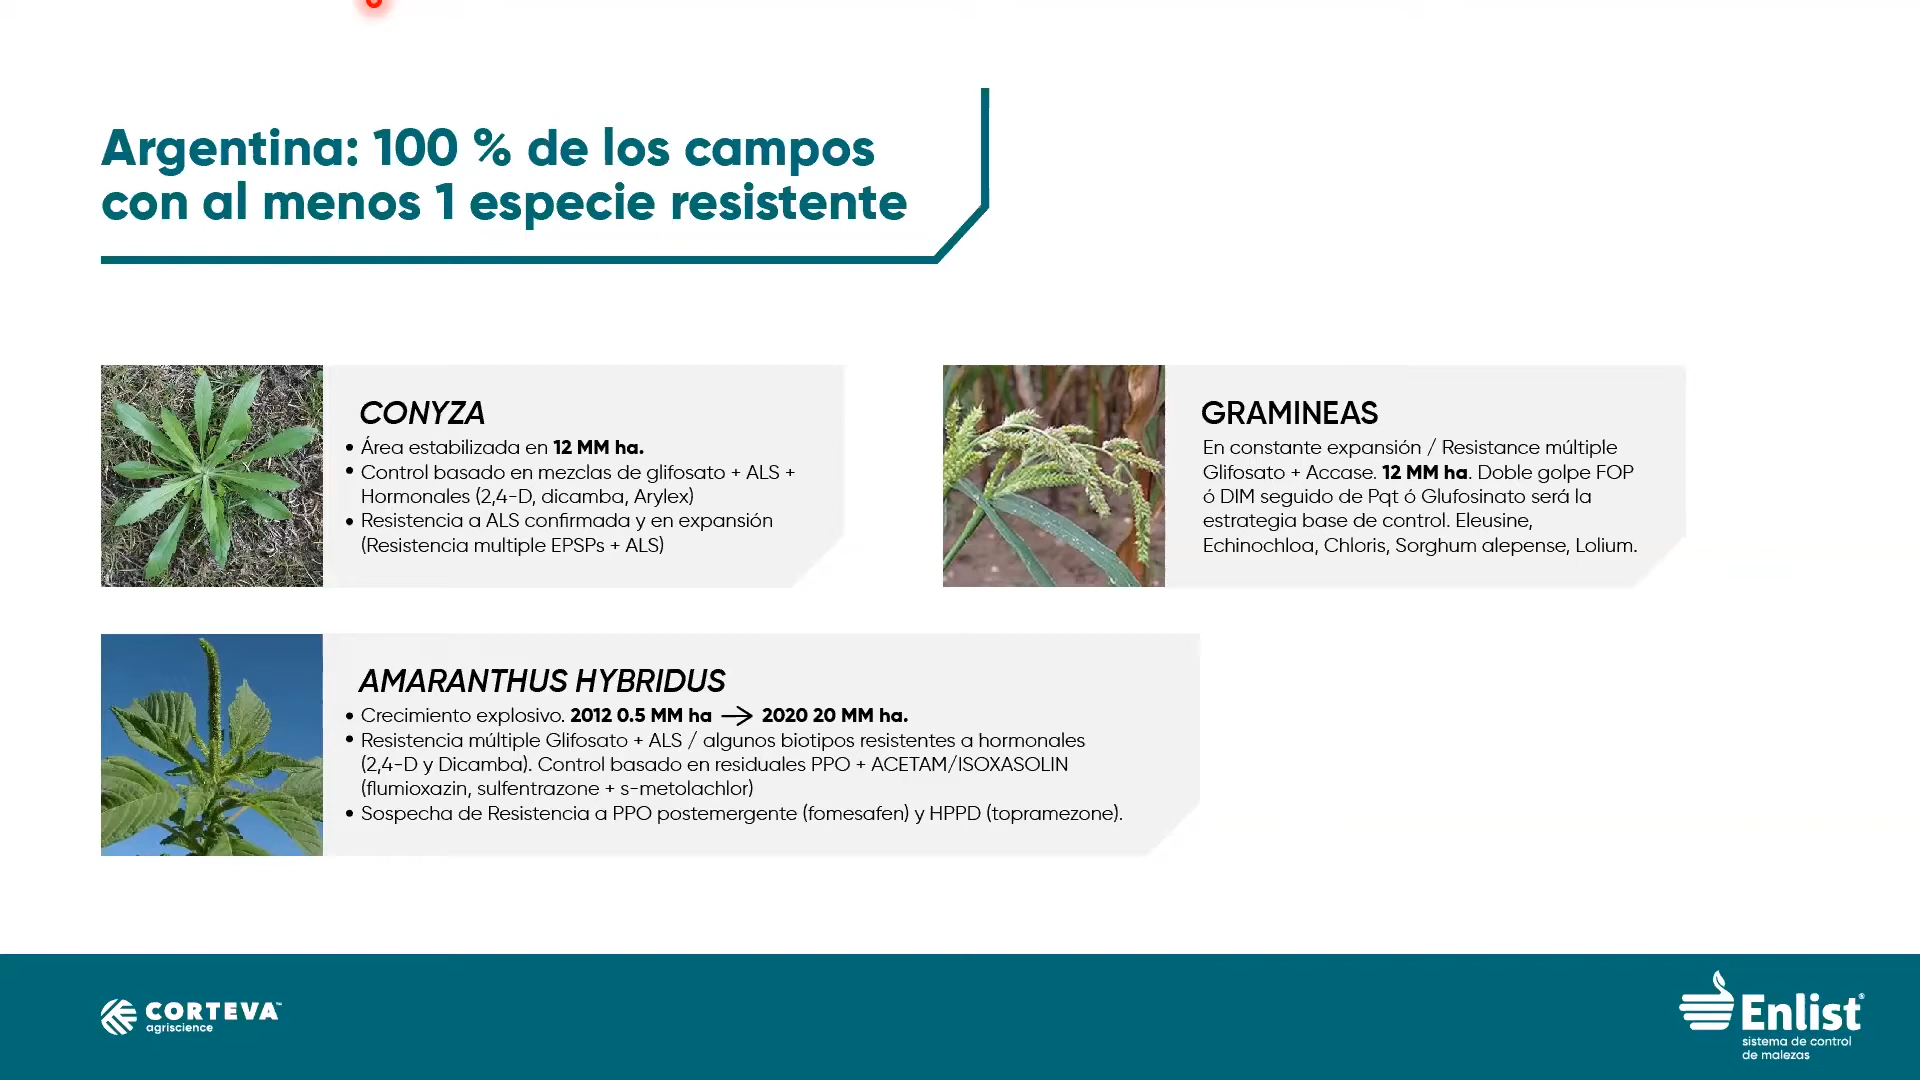 Argentina: 100 % de los campos
con al menos 1 especie resistente
CONYZA
• Área estabilizada en 12 MM ha.
• Control basado en mezclas de glifosato + ALS +
Hormonales (2,4-D, dicamba, Arylex)
• Resistencia a ALS confirmada y en expansión
(Resistencia multiple EPSPs + ALS)
GRAMINEAS
En constante expansión / Resistance múltiple
Glifosato + Accase. 12 MM ha. Doble golpe FOP
ó DIM seguido de Pqt ó Glufosinato será la
estrategia base de control. Eleusine,
Echinochloa, Chloris, Sorghum alepense, Lolium.
AMARANTHUS HYBRIDUS
• Crecimiento explosivo. 2012 0.5 MM ha → 2020 20 MM ha.
• Resistencia múltiple Glifosato + ALS / algunos biotipos resistentes a hormonales
(2,4-D y Dicamba). Control basado en residuales PPO + ACETAM/ISOXASOLIN
(flumioxazin, sulfentrazone + s-metolachlor)
• Sospecha de Resistencia a PPO postemergente (fomesafen) y HPPD (topramezone).
CORTEVA™
agriscience
Enlist®
sistema de control
de malezas